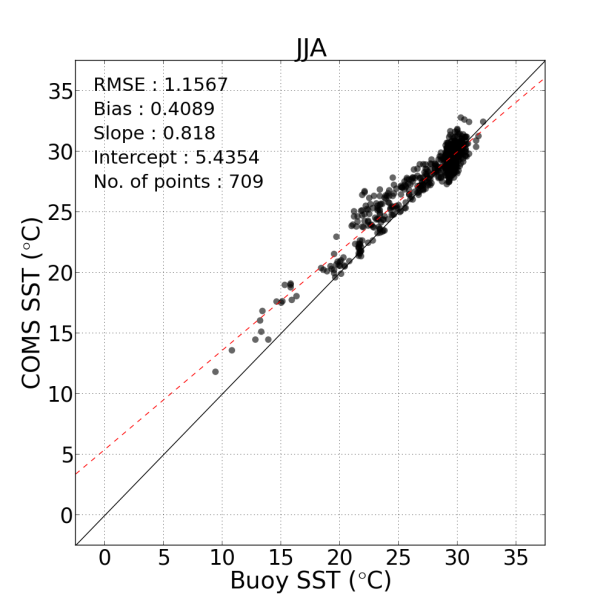 JJA
RMSE : 1.1567
Bias : 0.4089
Slope : 0.818
Intercept : 5.4354
No. of points : 709
COMS SST (°C)
35
30
25
20
15
10
5
0
0 5 10 15 20 25 30 35
Buoy SST (°C)